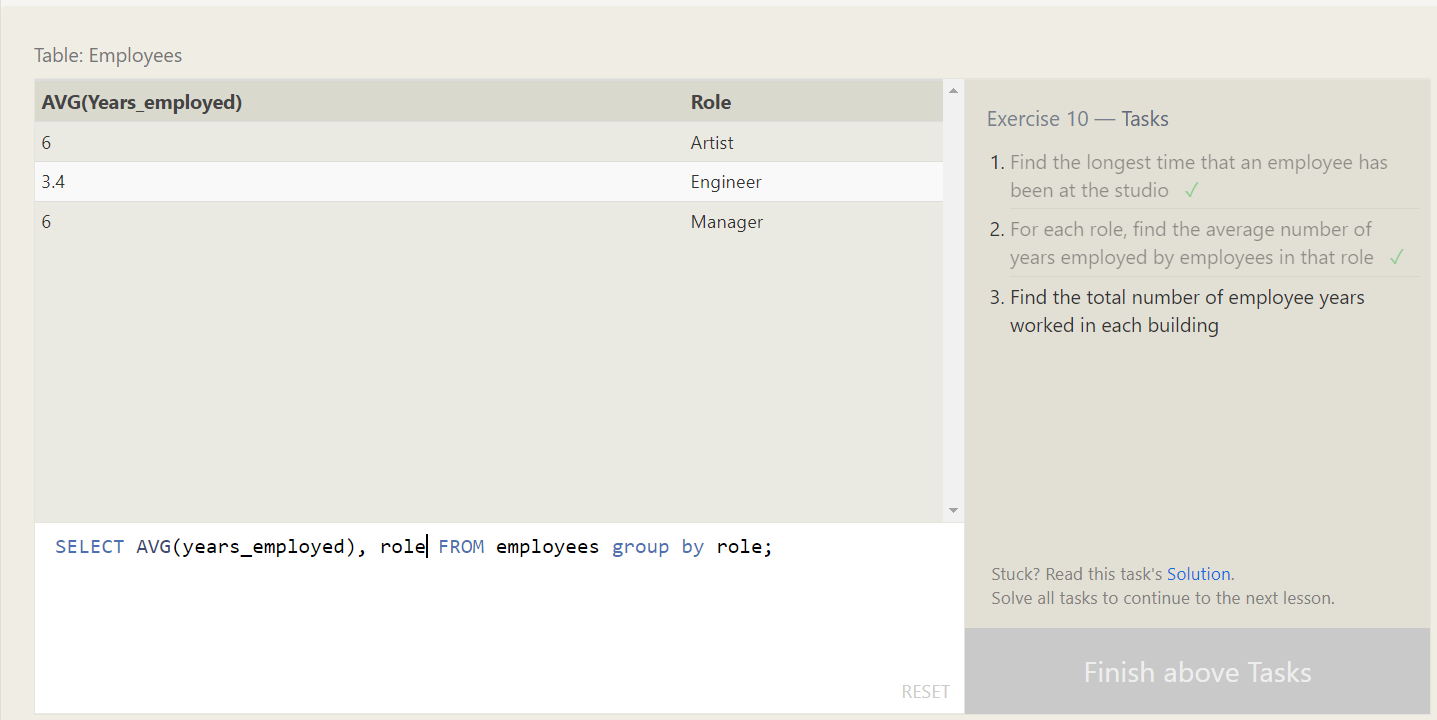 Table: Employees
AVG(Years_employed) Role
6 Artist
3.4 Engineer
6 Manager
SELECT AVG(years_employed), role FROM employees group by role;
RESET
Exercise 10 — Tasks
1. Find the longest time that an employee has
been at the studio ✓
2. For each role, find the average number of
years employed by employees in that role ✓
3. Find the total number of employee years
worked in each building
Stuck? Read this task's Solution.
Solve all tasks to continue to the next lesson.
Finish above Tasks